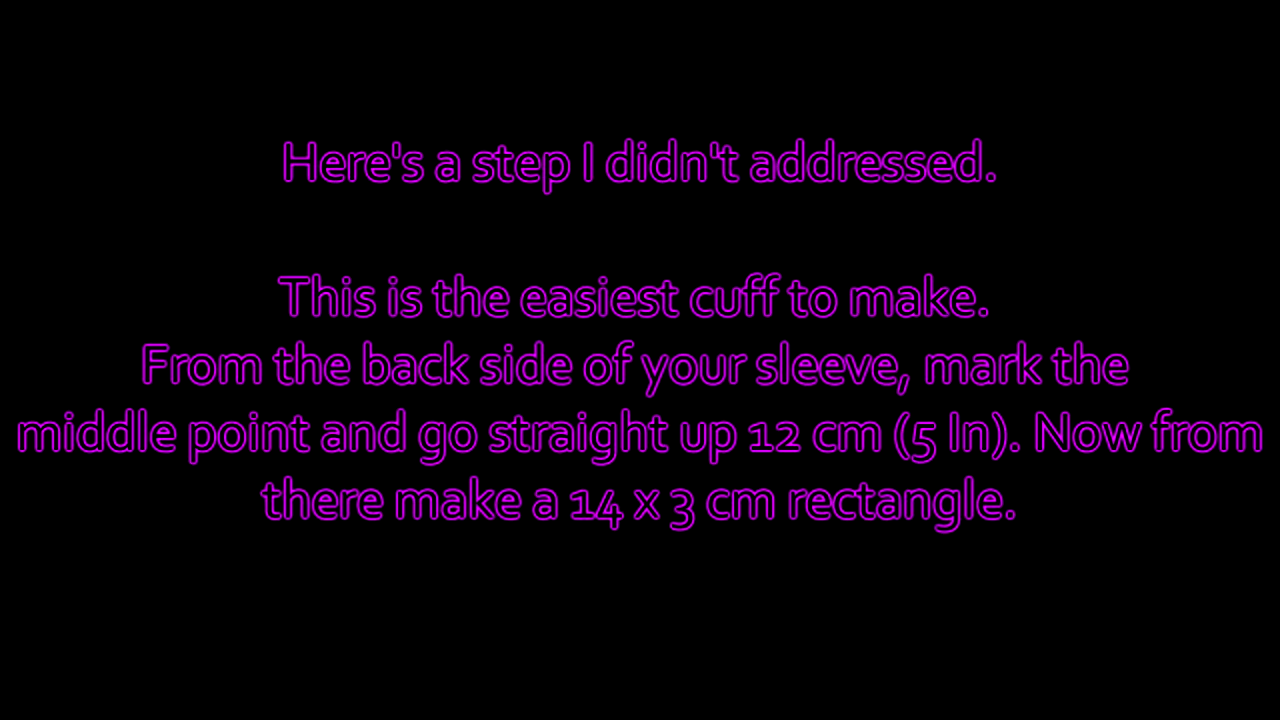 Here's a step I didn't addressed.
This is the easiest cuff to make.
From the back side of your sleeve, mark the
middle point and go straight up 12 cm (5 In). Now from
there make a 14 x 3 cm rectangle.